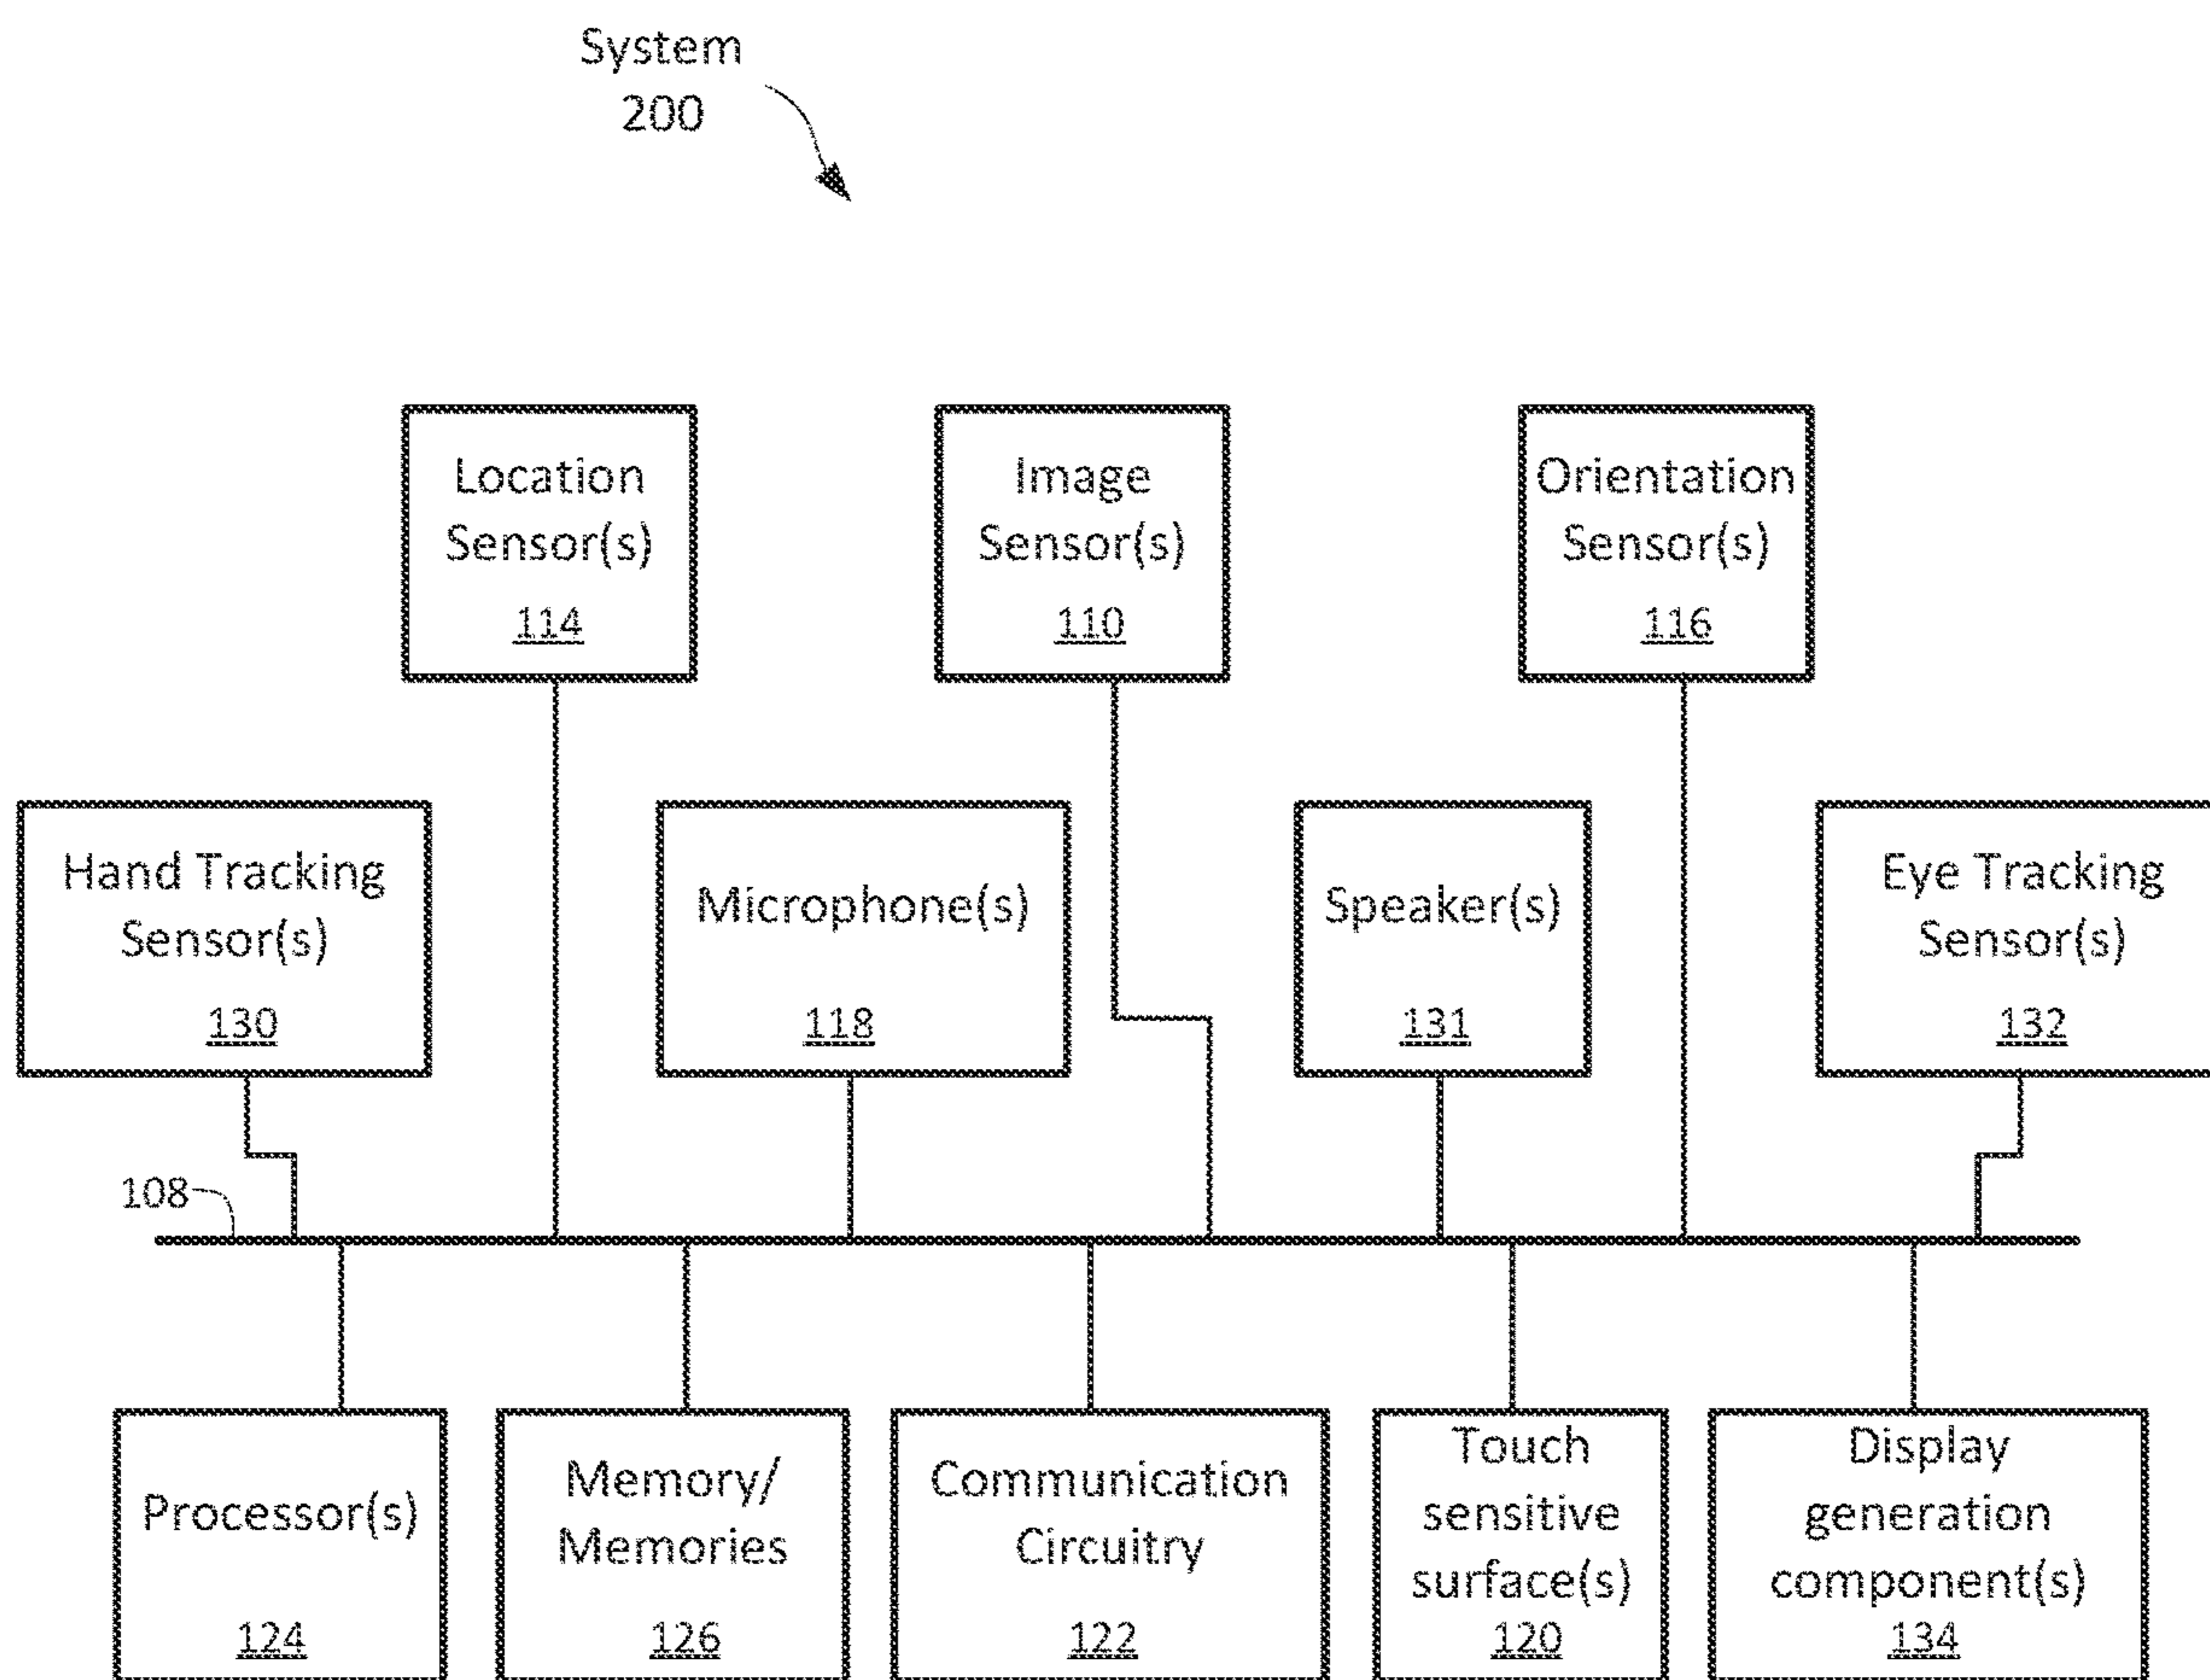 System
200
Location
Sensor(s)
114
Image
Sensor(s)
110
Orientation
Sensor(s)
116
Hand Tracking
Sensor(s)
130
Microphone(s)
118
Speaker(s)
131
Eye Tracking
Sensor(s)
132
108
Processor(s)
124
Memory/
Memories
126
Communication
Circuitry
122
Touch
sensitive
surface(s)
120
Display
generation
component(s)
134